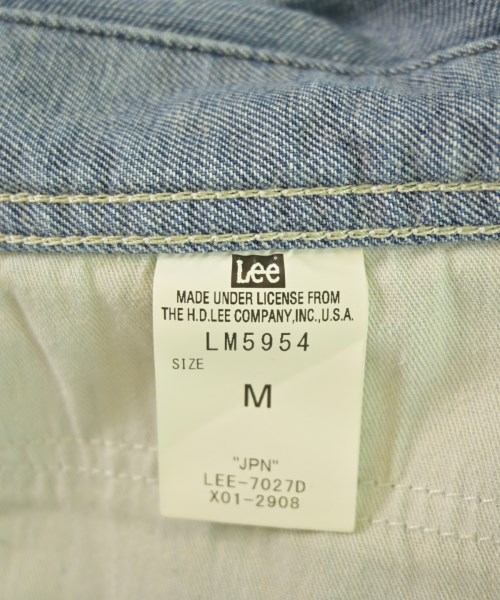 Lee
MADE UNDER LICENSE FROM
THE H.D.LEE COMPANY,INC.,U.S.A.
LM5954
SIZE
M
"JPN"
LEE-7027D
X01-2908